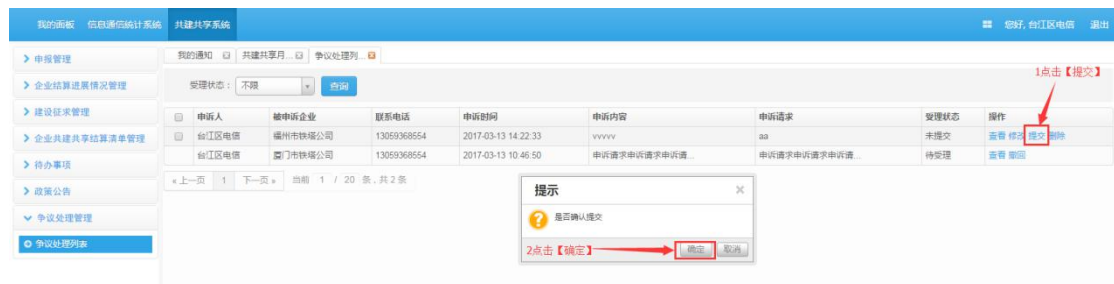 我的面板 信息通信统计系统 共建共享系统 您好, 台江区电信 退出
申报管理
企业结算进展情况管理
建设征求管理
企业共建共享结算清单管理
待办事项
政策公告
争议处理管理
争议处理列表
我的通知 共建共享月... 争议处理列...
受理状态: 不限 查询
1点击【提交】
申诉人 被申诉企业 联系电话 申诉时间 申诉内容 申诉请求 受理状态 操作
台江区电信 福州市铁塔公司 13059368554 2017-03-13 14:22:33 vvvvv aa 未提交 查看 修改 提交 删除
台江区电信 厦门市铁塔公司 13059368554 2017-03-13 10:46:50 申诉请求申诉请求申诉请... 申诉请求申诉请求申诉请... 待受理 查看 撤回
«上一页 1 下一页» 当前 1 / 20 条, 共2条
提示
是否确认提交
2点击【确定】 确定 取消